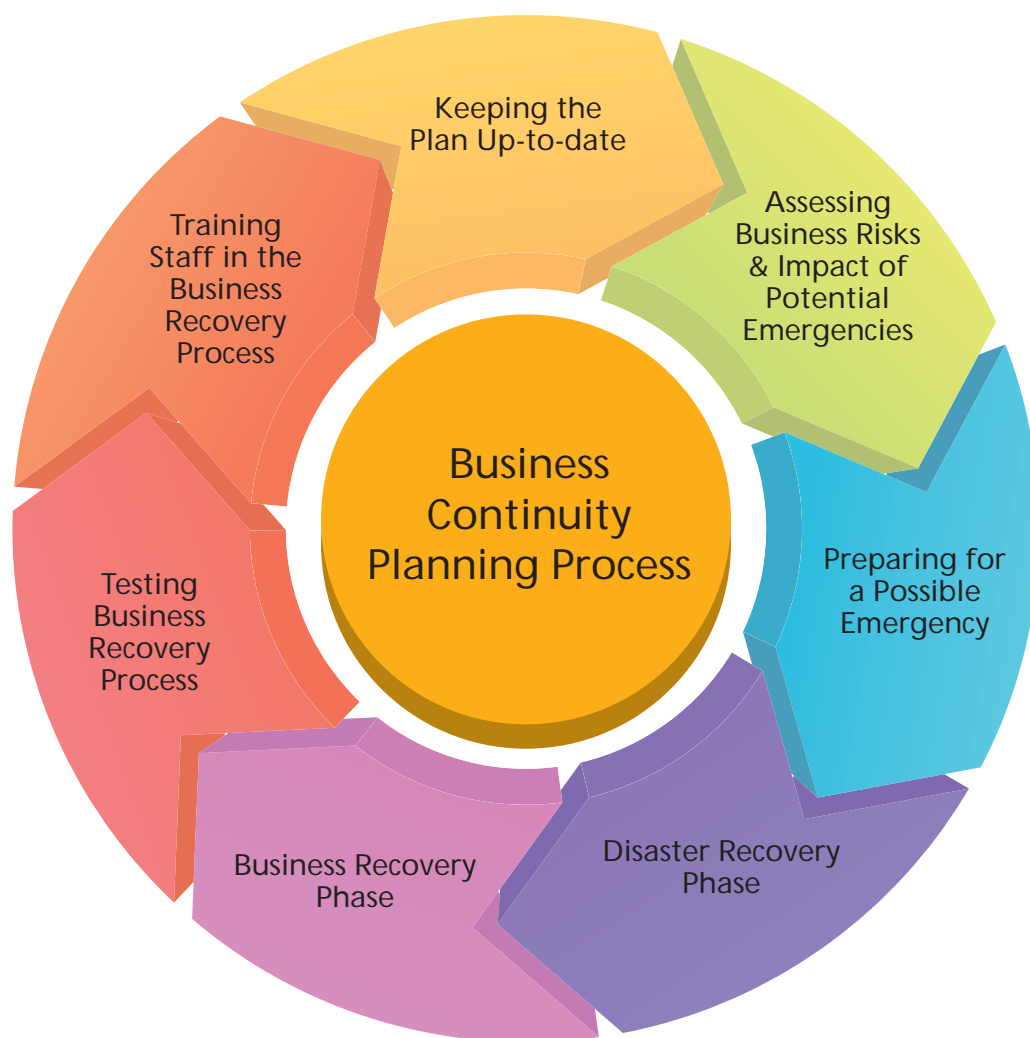 Keeping the
Plan Up-to-date
Assessing
Business Risks
& Impact of
Potential
Emergencies
Preparing for
a Possible
Emergency
Disaster Recovery
Phase
Business Recovery
Phase
Testing
Business
Recovery
Process
Training
Staff in the
Business
Recovery
Process
Business
Continuity
Planning Process